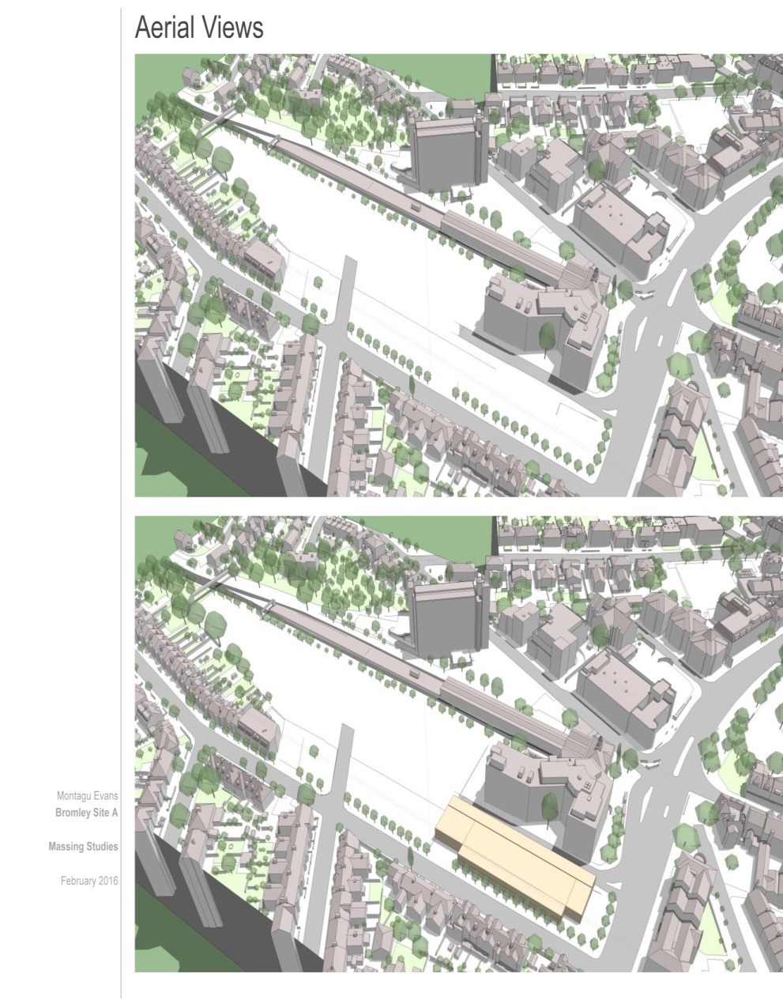 Aerial Views
Montagu Evans
Bromley Site A
Massing Studies
February 2016